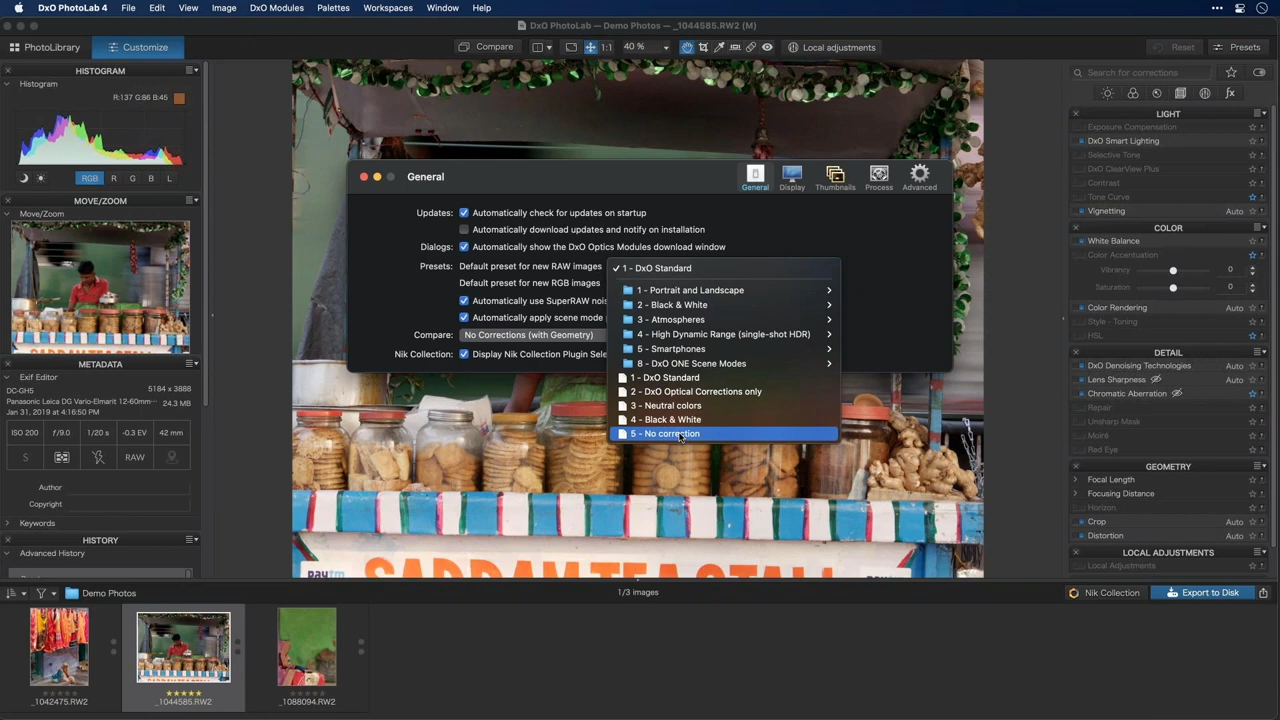 DxO PhotoLab 4 File Edit View Image DxO Modules Palettes Workspaces Window Help
DxO PhotoLab — Demo Photos — _1044585.RW2 (M)
PhotoLibrary Customize Compare 1:1 40 % Local adjustments Reset Presets
HISTOGRAM
Histogram
R:137 G:86 B:45
RGB R G B L
MOVE/ZOOM
Move/Zoom
METADATA
Exif Editor
DC-GH5 5184 x 3888
Panasonic Leica DG Vario-Elmarit 12-60mm··· 24.3 MB
Jan 31, 2019 at 4:16:50 PM
ISO 200 ƒ/9.0 1/20 s -0.3 EV 42 mm
S RAW
Author
Copyright
Keywords
HISTORY
Advanced History
General
General Display Thumbnails Process Advanced
Updates: Automatically check for updates on startup
Automatically download updates and notify on installation
Dialogs: Automatically show the DxO Optics Modules download window
Presets: Default preset for new RAW images
Default preset for new RGB images
Automatically use SuperRAW nois
Automatically apply scene mode
Compare: No Corrections (with Geometry)
Nik Collection: Display Nik Collection Plugin Sele
✓ 1 - DxO Standard
1 - Portrait and Landscape
2 - Black & White
3 - Atmospheres
4 - High Dynamic Range (single-shot HDR)
5 - Smartphones
8 - DxO ONE Scene Modes
1 - DxO Standard
2 - DxO Optical Corrections only
3 - Neutral colors
4 - Black & White
5 - No correction
paytm SADDAM TEA STALL
Search for corrections
LIGHT
Exposure Compensation
DxO Smart Lighting
Selective Tone
DxO ClearView Plus
Contrast
Tone Curve
Vignetting Auto
COLOR
White Balance
Color Accentuation
Vibrancy 0
Saturation 0
Color Rendering
Style - Toning
HSL
DETAIL
DxO Denoising Technologies
Lens Sharpness
Chromatic Aberration
Repair
Unsharp Mask
Moiré
Red Eye
GEOMETRY
Focal Length
Focusing Distance
Horizon
Crop Auto
Distortion Auto
LOCAL ADJUSTMENTS
Local Adjustments
Demo Photos 1/3 images Nik Collection Export to Disk
_1042475.RW2 _1044585.RW2 _1088094.RW2